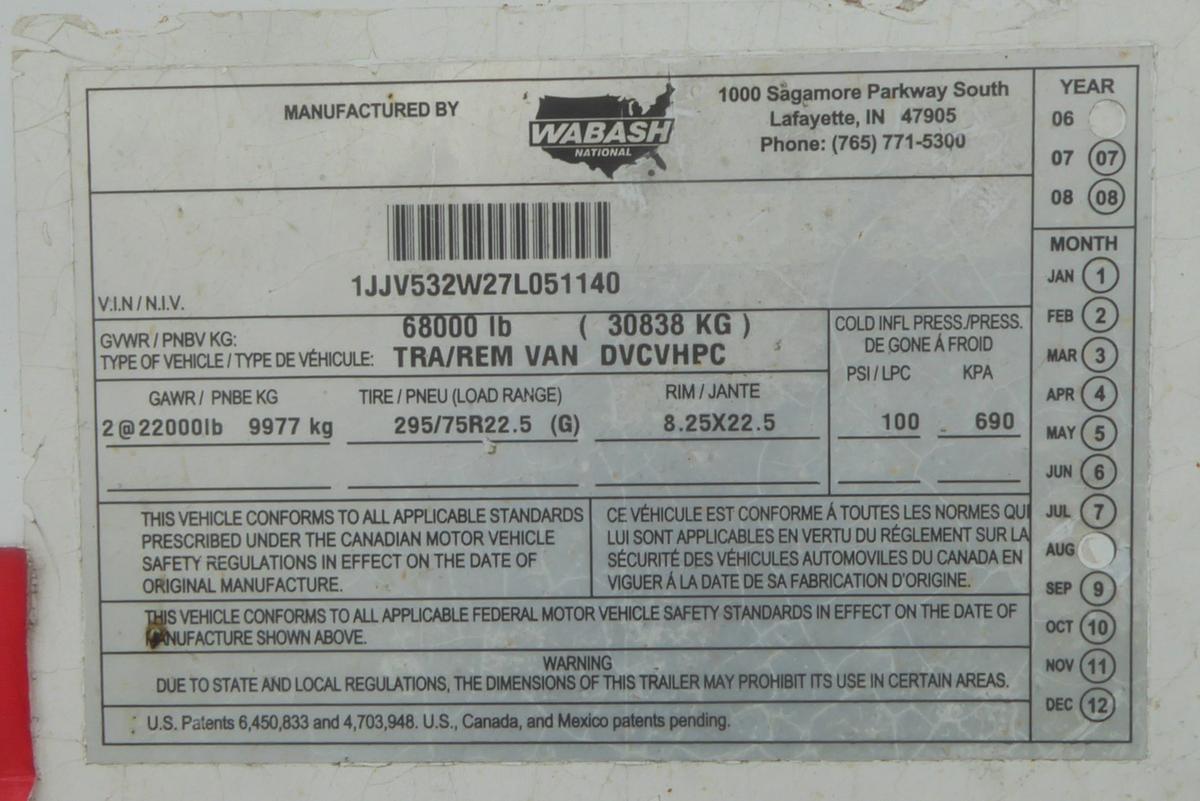 MANUFACTURED BY
WABASH
NATIONAL
1000 Sagamore Parkway South
Lafayette, IN 47905
Phone: (765) 771-5300
1JJV532W27L051140
V.I.N / N.I.V.
GVWR / PNBV KG: 68000 lb ( 30838 KG )
TYPE OF VEHICLE / TYPE DE VÉHICULE: TRA/REM VAN DVCVHPC
COLD INFL PRESS./PRESS.
DE GONE Á FROID
PSI / LPC KPA
GAWR / PNBE KG TIRE / PNEU (LOAD RANGE) RIM / JANTE
2@22000lb 9977 kg 295/75R22.5 (G) 8.25X22.5 100 690
THIS VEHICLE CONFORMS TO ALL APPLICABLE STANDARDS
PRESCRIBED UNDER THE CANADIAN MOTOR VEHICLE
SAFETY REGULATIONS IN EFFECT ON THE DATE OF
ORIGINAL MANUFACTURE.
CE VÉHICULE EST CONFORME Á TOUTES LES NORMES QUI
LUI SONT APPLICABLES EN VERTU DU RÉGLEMENT SUR LA
SÉCURITÉ DES VÉHICULES AUTOMOVILES DU CANADA EN
VIGUER Á LA DATE DE SA FABRICATION D'ORIGINE.
THIS VEHICLE CONFORMS TO ALL APPLICABLE FEDERAL MOTOR VEHICLE SAFETY STANDARDS IN EFFECT ON THE DATE OF
MANUFACTURE SHOWN ABOVE.
WARNING
DUE TO STATE AND LOCAL REGULATIONS, THE DIMENSIONS OF THIS TRAILER MAY PROHIBIT ITS USE IN CERTAIN AREAS.
U.S. Patents 6,450,833 and 4,703,948. U.S., Canada, and Mexico patents pending.
YEAR
06
07 07
08 08
MONTH
JAN 1
FEB 2
MAR 3
APR 4
MAY 5
JUN 6
JUL 7
AUG
SEP 9
OCT 10
NOV 11
DEC 12